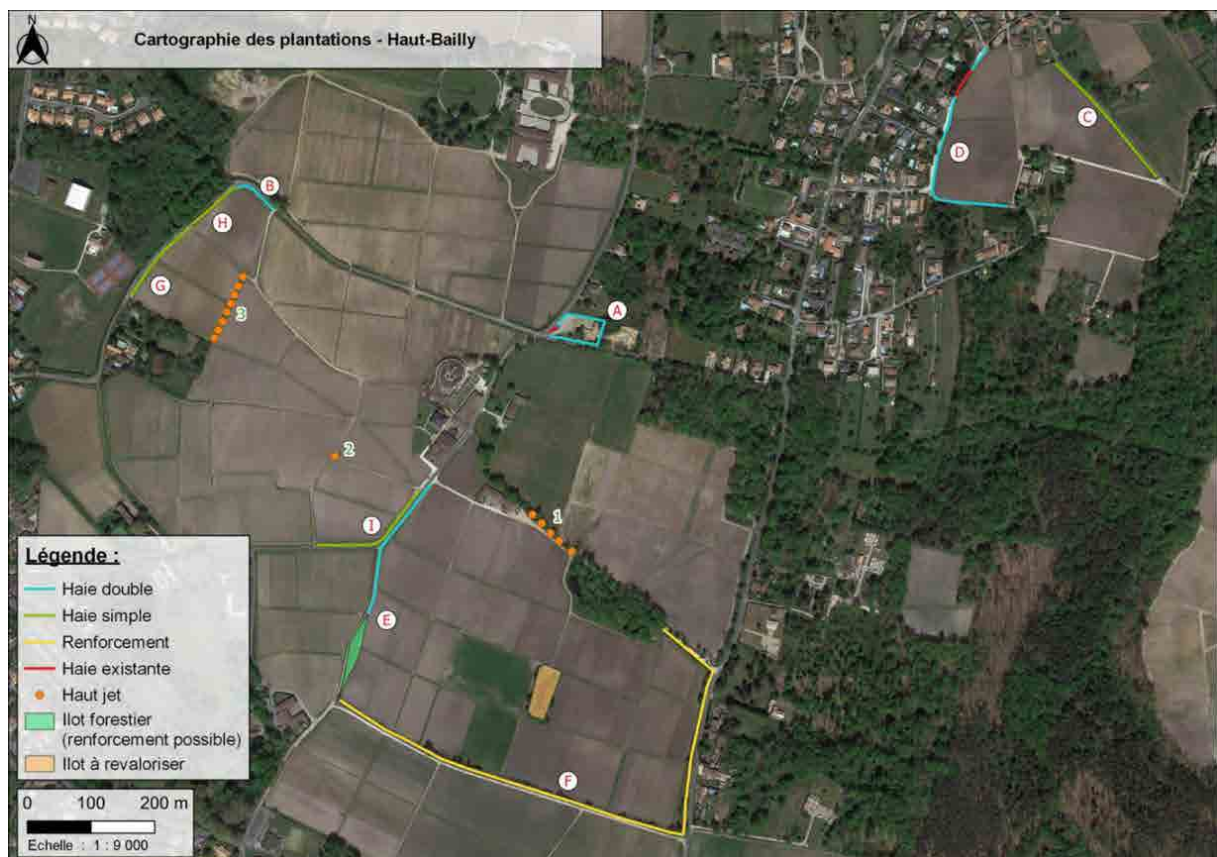 N
Cartographie des plantations - Haut-Bailly
C
D
B
H
G
3
A
2
1
I
E
F
Légende :
Haie double
Haie simple
Renforcement
Haie existante
Haut jet
Ilot forestier
(renforcement possible)
Ilot à revaloriser
0 100 200 m
Echelle : 1 : 9 000